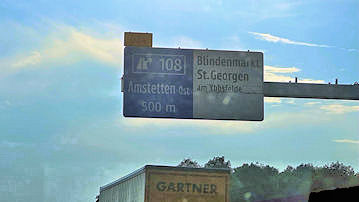 108
Amstetten Ost
500 m
Blindenmarkt
St.Georgen
am Ybbsfelde
GARTNER